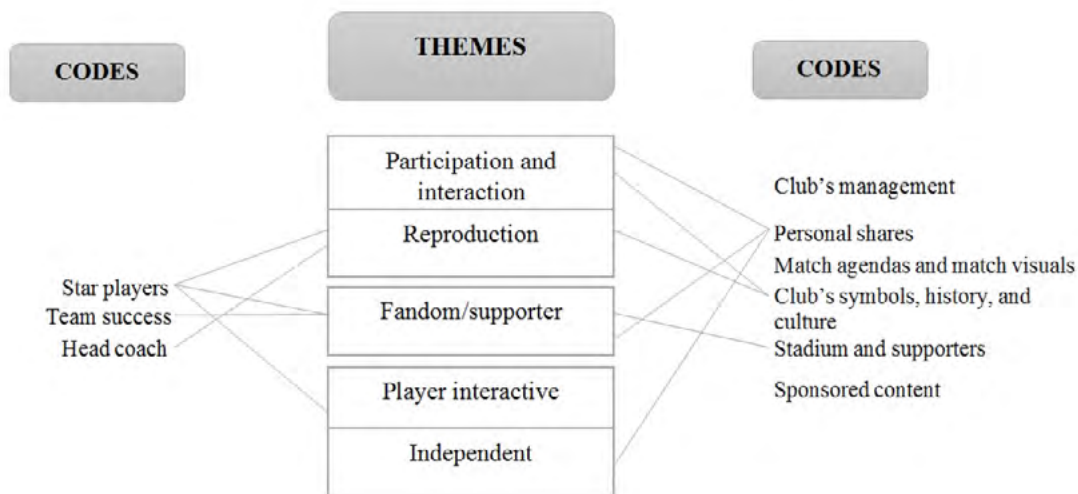 CODES
THEMES
CODES
Star players
Team success
Head coach
Participation and
interaction
Reproduction
Fandom/supporter
Player interactive
Independent
Club’s management
Personal shares
Match agendas and match visuals
Club’s symbols, history, and
culture
Stadium and supporters
Sponsored content